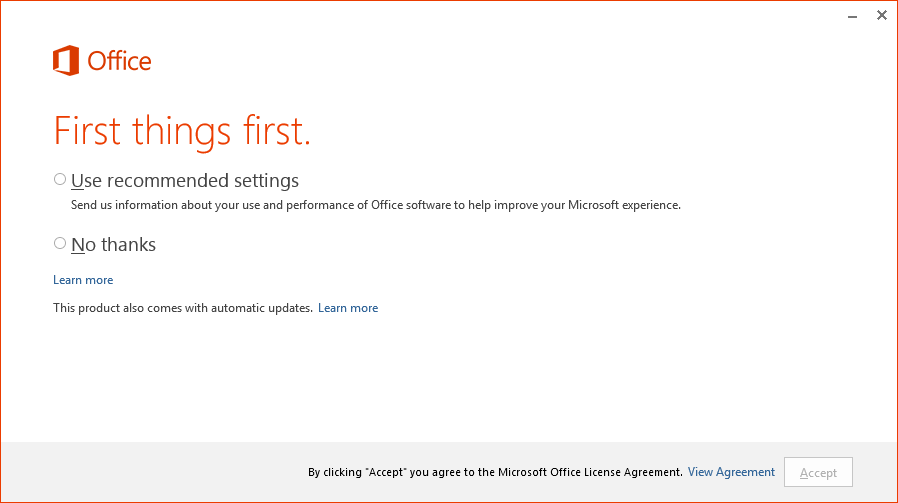 Office
First things first.
Use recommended settings
Send us information about your use and performance of Office software to help improve your Microsoft experience.
No thanks
Learn more
This product also comes with automatic updates. Learn more
By clicking "Accept" you agree to the Microsoft Office License Agreement. View Agreement Accept